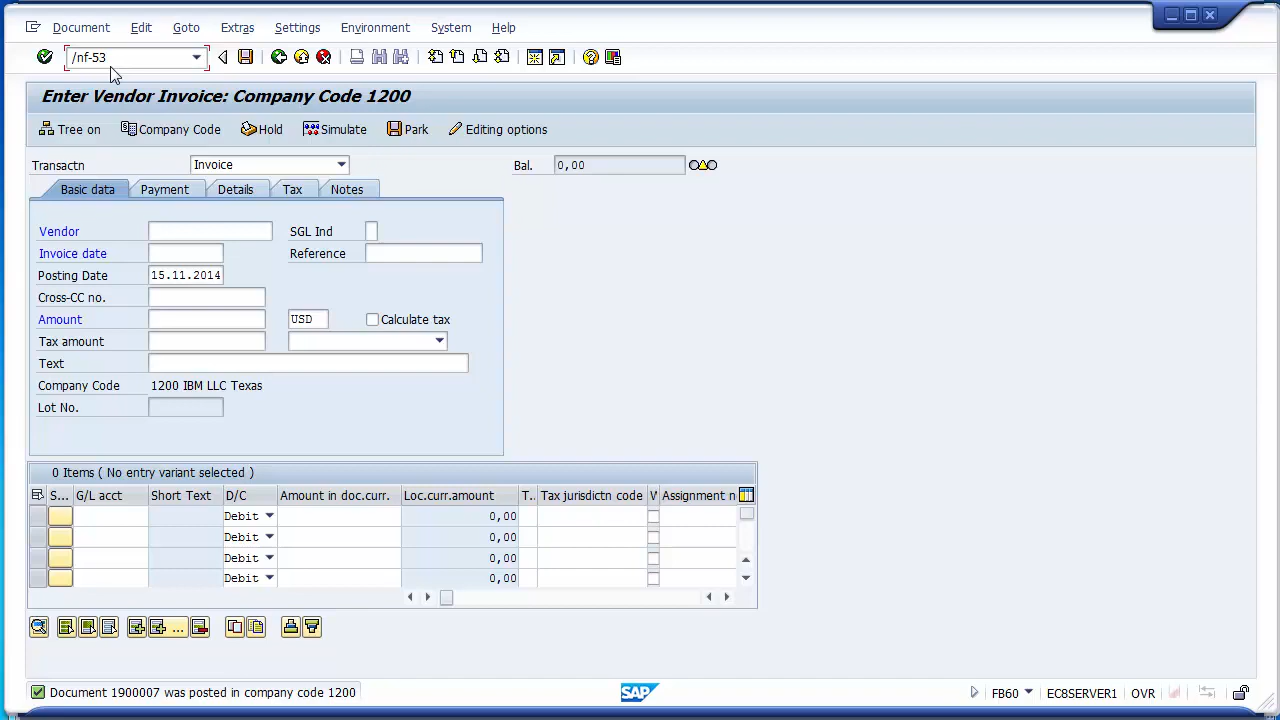 Document Edit Goto Extras Settings Environment System Help
/nf-53
Enter Vendor Invoice: Company Code 1200
Tree on Company Code Hold Simulate Park Editing options
Transactn Invoice Bal. 0,00
Basic data Payment Details Tax Notes
Vendor SGL Ind
Invoice date Reference
Posting Date 15.11.2014
Cross-CC no.
Amount USD Calculate tax
Tax amount
Text
Company Code 1200 IBM LLC Texas
Lot No.
0 Items ( No entry variant selected )
S... G/L acct Short Text D/C Amount in doc.curr. Loc.curr.amount T.. Tax jurisdictn code V Assignment n
Debit 0,00
Debit 0,00
Debit 0,00
Debit 0,00
Document 1900007 was posted in company code 1200 SAP FB60 ECC8SERVER1 OVR